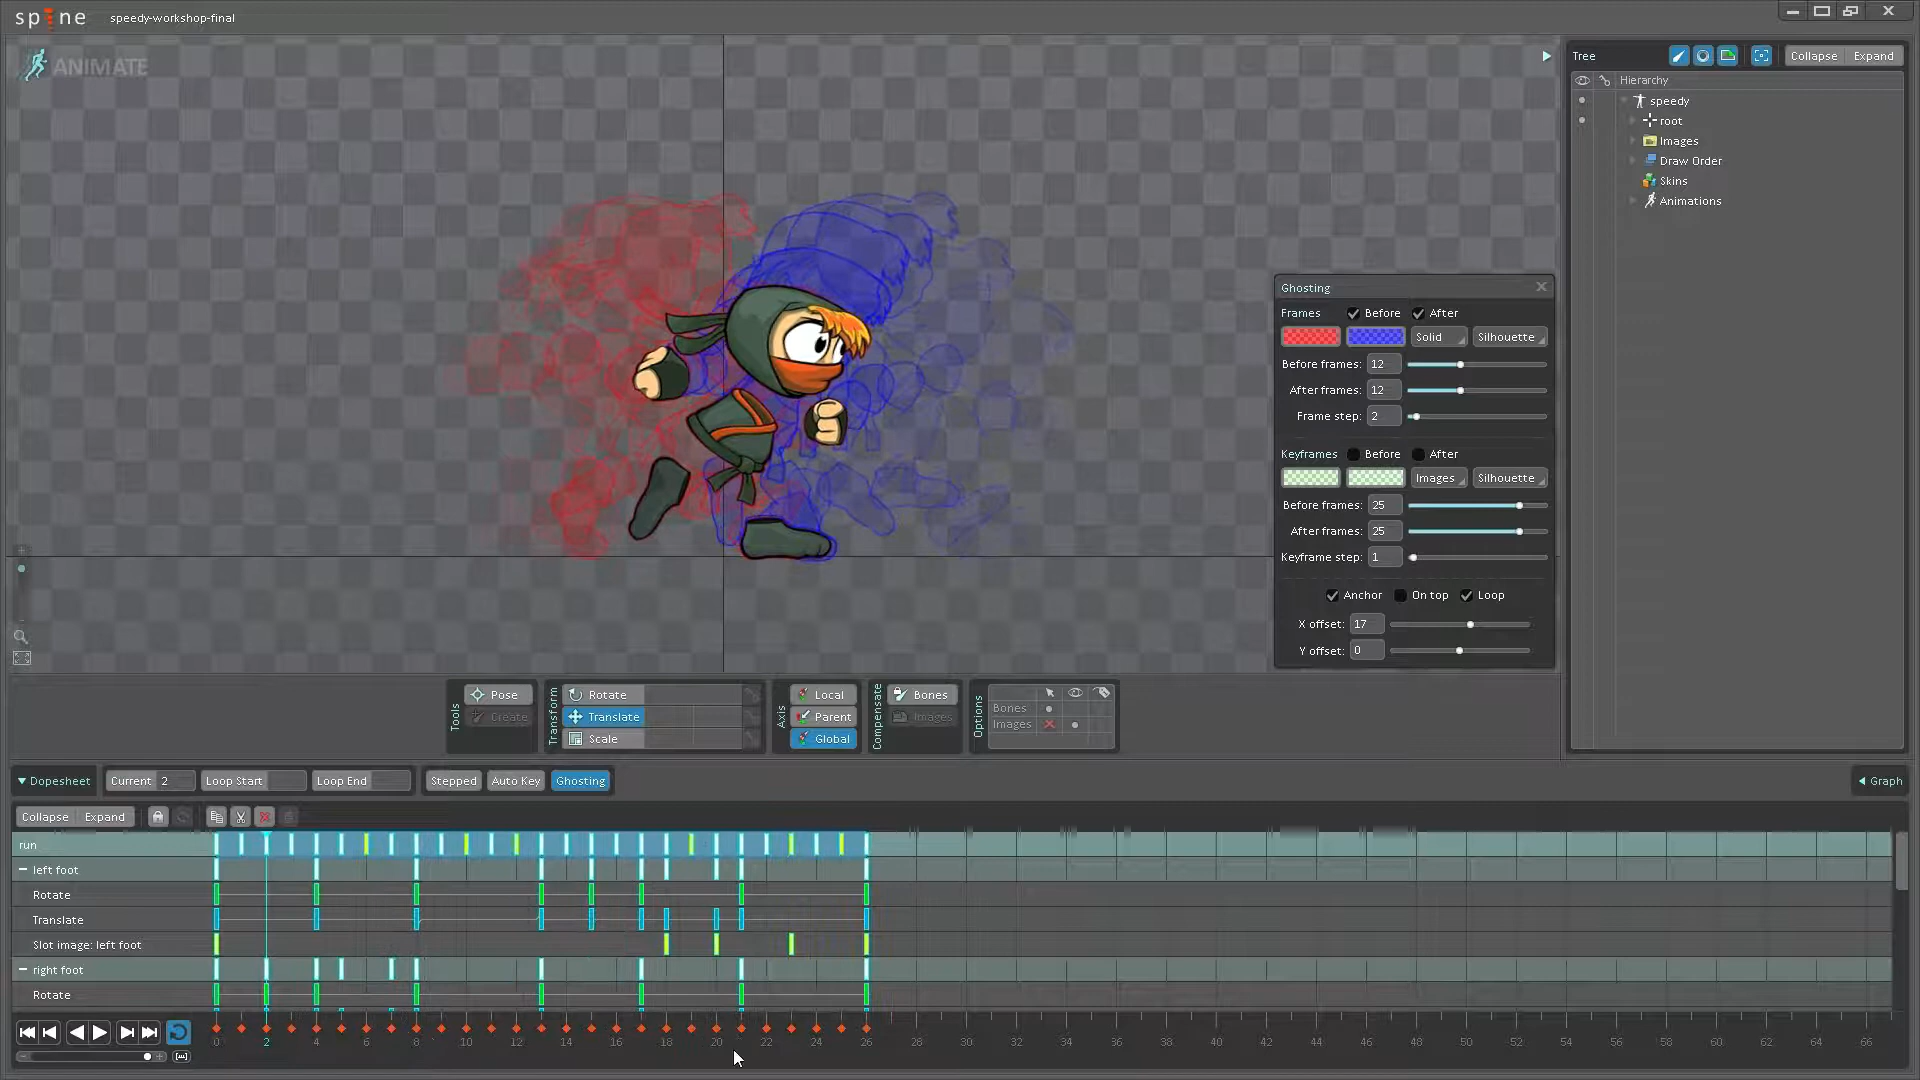 spine speedy-workshop-final
ANIMATE
Tree Collapse Expand
Hierarchy
speedy
root
Images
Draw Order
Skins
Animations
Ghosting
Frames Before After
Solid Silhouette
Before frames: 12
After frames: 12
Frame step: 2
Keyframes Before After
Images Silhouette
Before frames: 25
After frames: 25
Keyframe step: 1
Anchor On top Loop
X offset: 17
Y offset: 0
Tools
Pose
Create
Transform
Rotate
Translate
Scale
Axis
Local
Parent
Global
Compensate
Bones
Images
Options
Bones
Images
Dopesheet Current 2 Loop Start Loop End Stepped Auto Key Ghosting Graph
Collapse Expand
run
left foot
Rotate
Translate
Slot image: left foot
right foot
Rotate
0 2 4 6 8 10 12 14 16 18 20 22 24 26 28 30 32 34 36 38 40 42 44 46 48 50 52 54 56 58 60 62 64 66